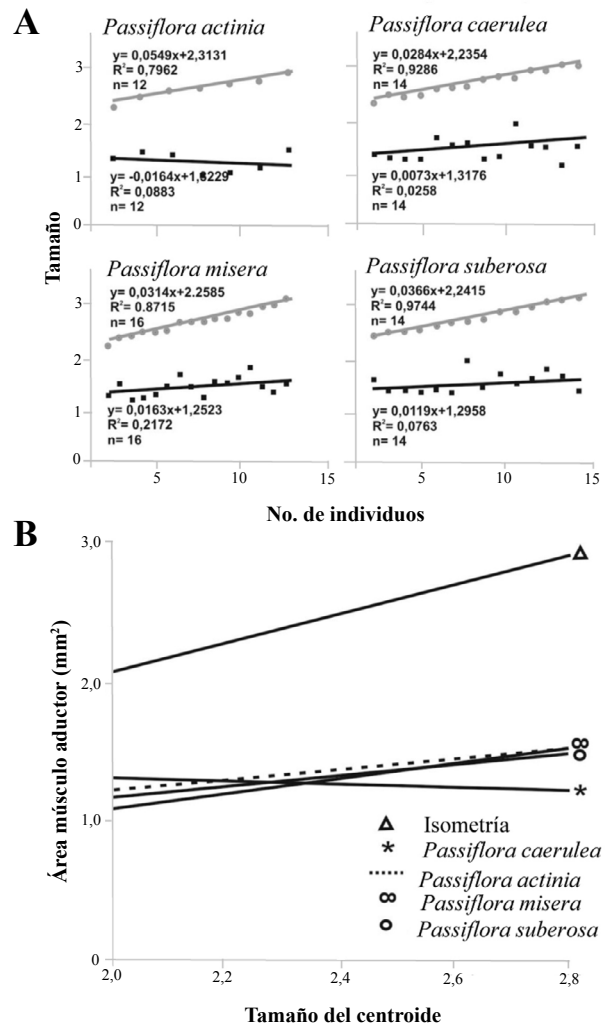 A
Passiflora actinia
y= 0,0549x+2,3131
R²= 0,7962
n= 12
y= -0,0164x+1,6229
R²= 0,0883
n= 12
Passiflora caerulea
y= 0,0284x+2,2354
R²= 0,9286
n= 14
y= 0,0073x+1,3176
R²= 0,0258
n= 14
Passiflora misera
y= 0,0314x+2.2585
R²= 0.8715
n= 16
y= 0,0163x+1,2523
R²= 0,2172
n= 16
Passiflora suberosa
y= 0,0366x+2,2415
R²= 0,9744
n= 14
y= 0,0119x+1,2958
R²= 0,0763
n= 14
Tamaño
3
2
1
0
3
2
1
0
5
10
15
5
10
15
No. de individuos
B
3,0
2,0
1,0
0
Área músculo aductor (mm²)
2,0
2,2
2,4
2,6
2,8
Tamaño del centroide
Isometría
* Passiflora caerulea
Passiflora actinia
Passiflora misera
Passiflora suberosa